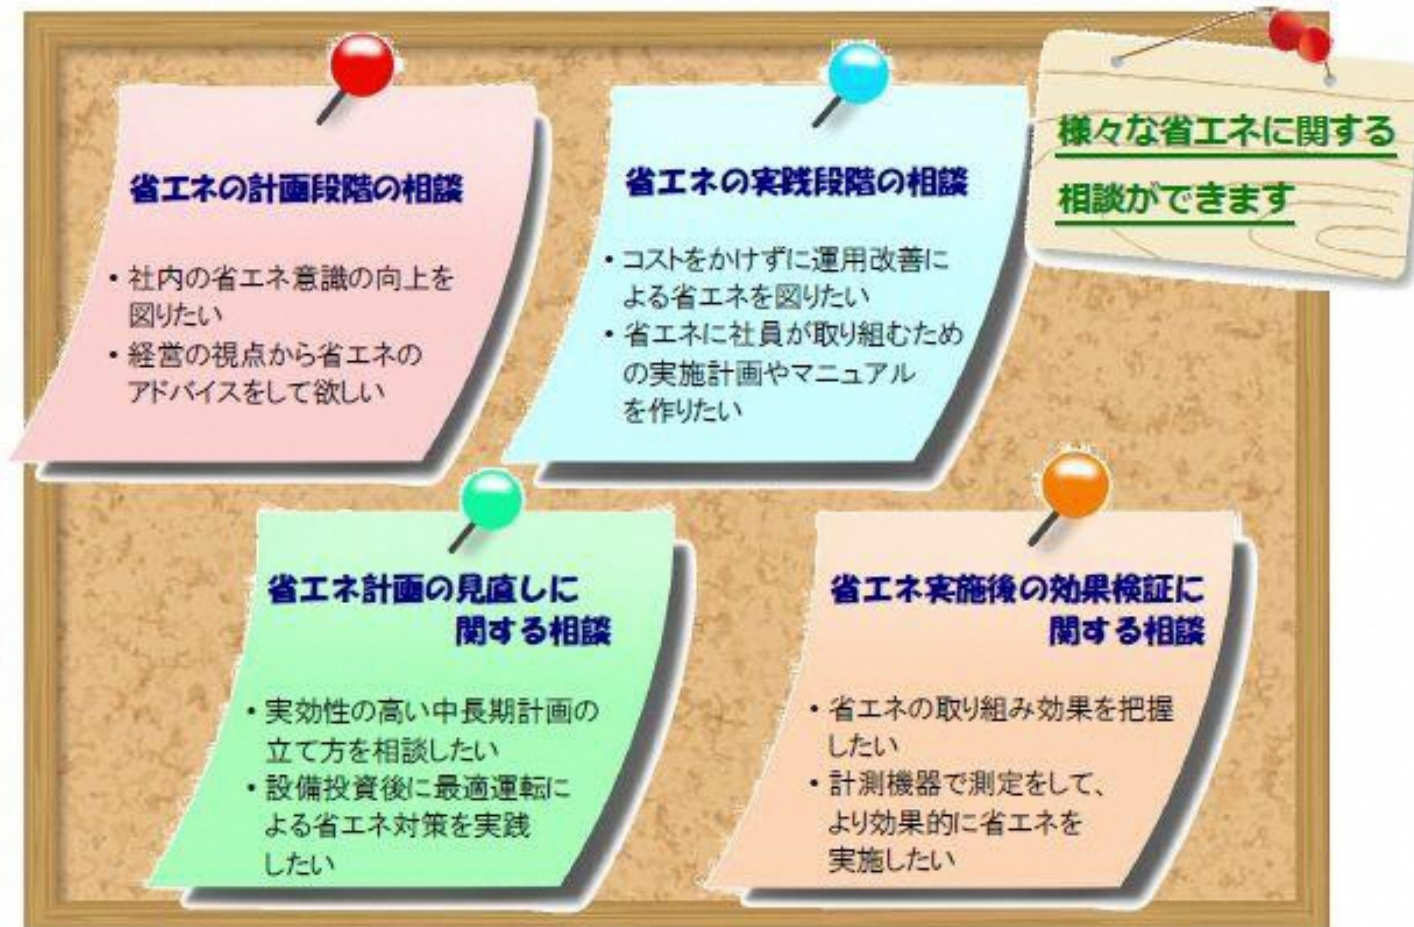 様々な省エネに関する
相談ができます
省エネの計画段階の相談
・社内の省エネ意識の向上を
図りたい
・経営の視点から省エネの
アドバイスをして欲しい
省エネの実践段階の相談
・コストをかけずに運用改善に
よる省エネを図りたい
・省エネに社員が取り組むため
の実施計画やマニュアル
を作りたい
省エネ計画の見直しに
関する相談
・実効性の高い中長期計画の
立て方を相談したい
・設備投資後に最適運転に
よる省エネ対策を実践
したい
省エネ実施後の効果検証に
関する相談
・省エネの取り組み効果を把握
したい
・計測機器で測定をして、
より効果的に省エネを
実施したい